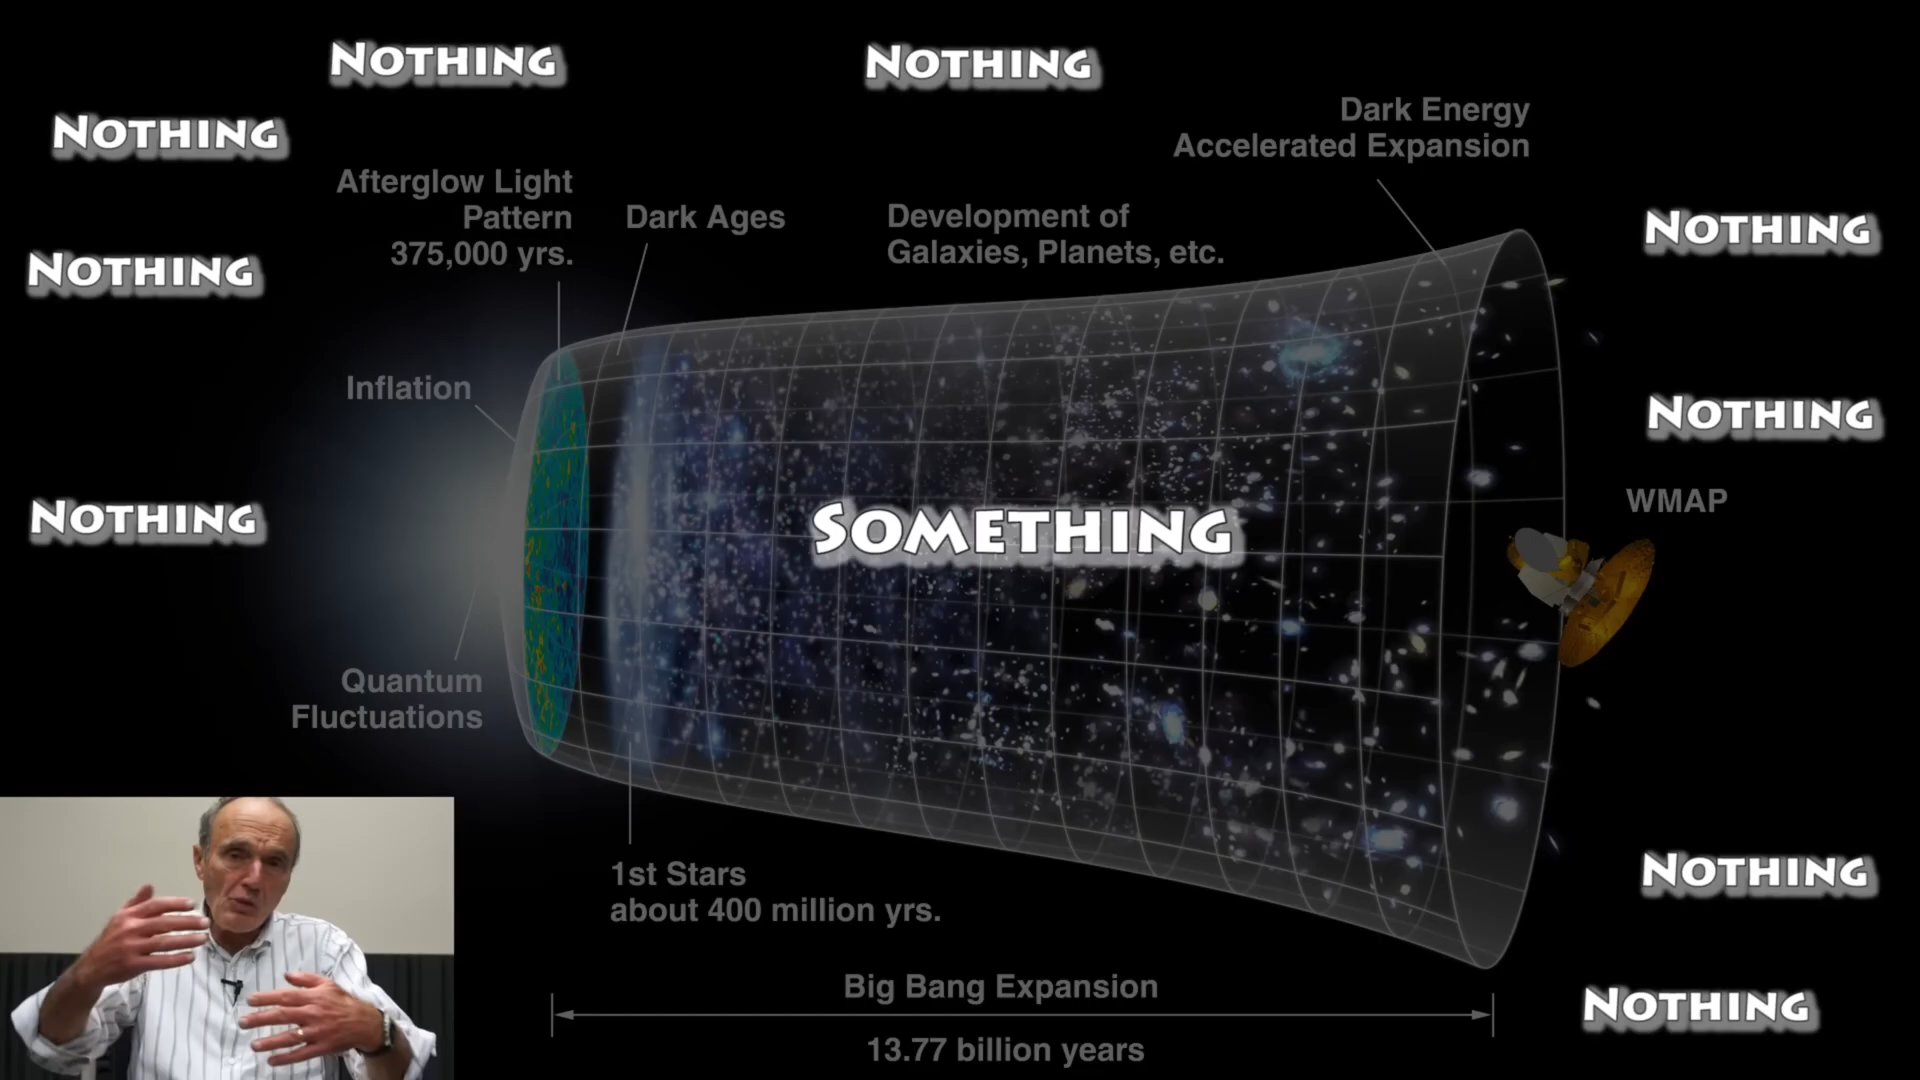 NOTHING
NOTHING
NOTHING
NOTHING
NOTHING
NOTHING
NOTHING
NOTHING
NOTHING
Dark Energy
Accelerated Expansion
Afterglow Light
Pattern
375,000 yrs.
Dark Ages
Development of
Galaxies, Planets, etc.
Inflation
SOMETHING
WMAP
Quantum
Fluctuations
1st Stars
about 400 million yrs.
Big Bang Expansion
13.77 billion years